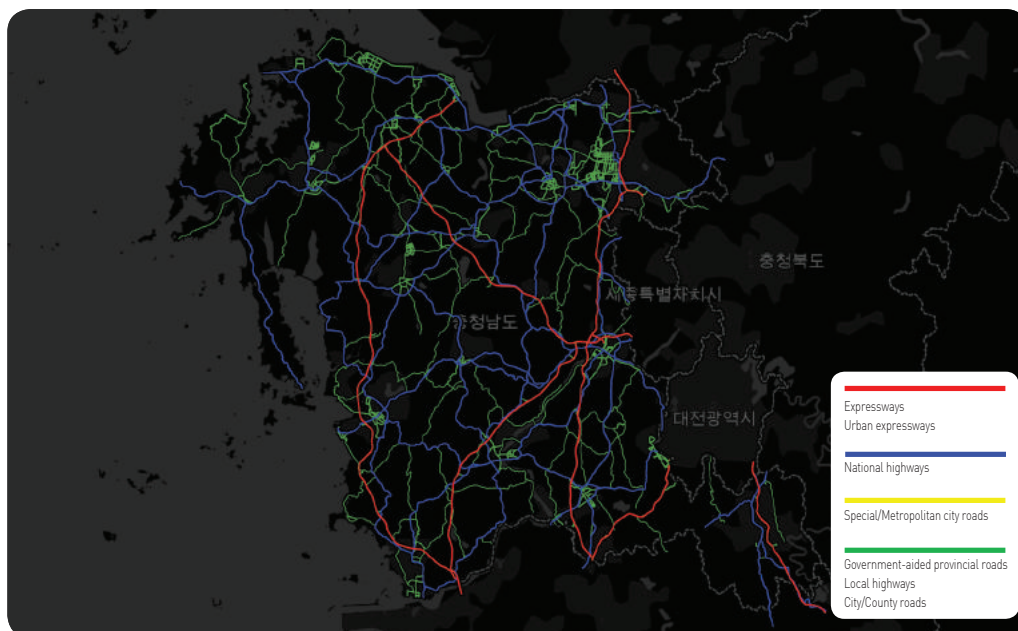 충청북도
세종특별자치시
충청남도
대전광역시
Expressways
Urban expressways
National highways
Special/Metropolitan city roads
Government-aided provincial roads
Local highways
City/County roads